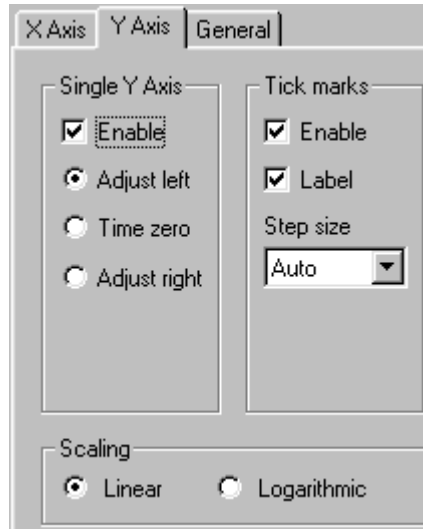 X Axis Y Axis General
Single Y Axis
Enable
Adjust left
Time zero
Adjust right
Tick marks
Enable
Label
Step size
Auto
Scaling
Linear Logarithmic